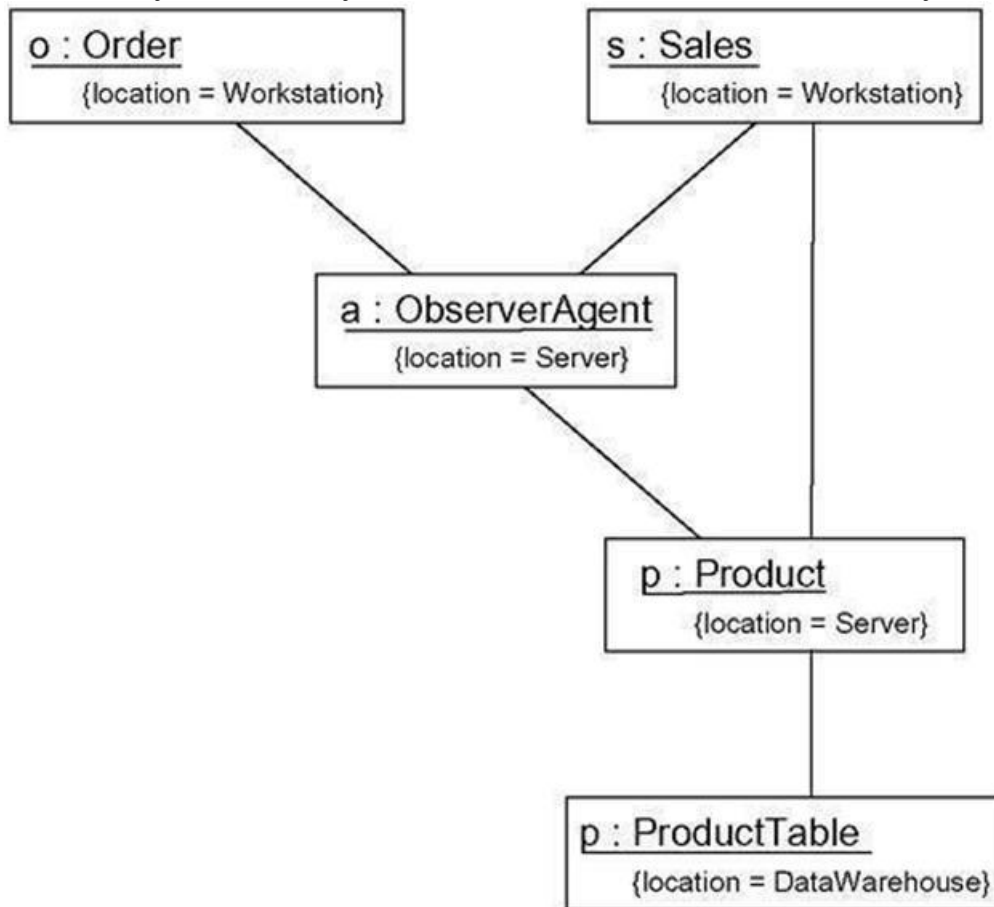 o : Order
{location = Workstation}
s : Sales
{location = Workstation}
a : ObserverAgent
{location = Server}
p : Product
{location = Server}
p : ProductTable
{location = DataWarehouse}